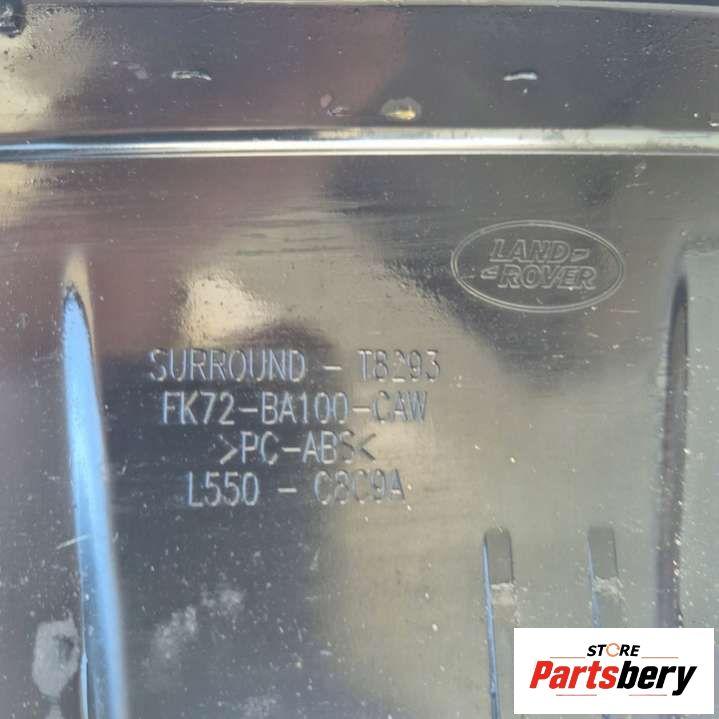 LAND
ROVER
SURROUND - T8293
FK72-BA100-CAW
>PC-ABS<
L550 - C8C9A
STORE
Partsbery